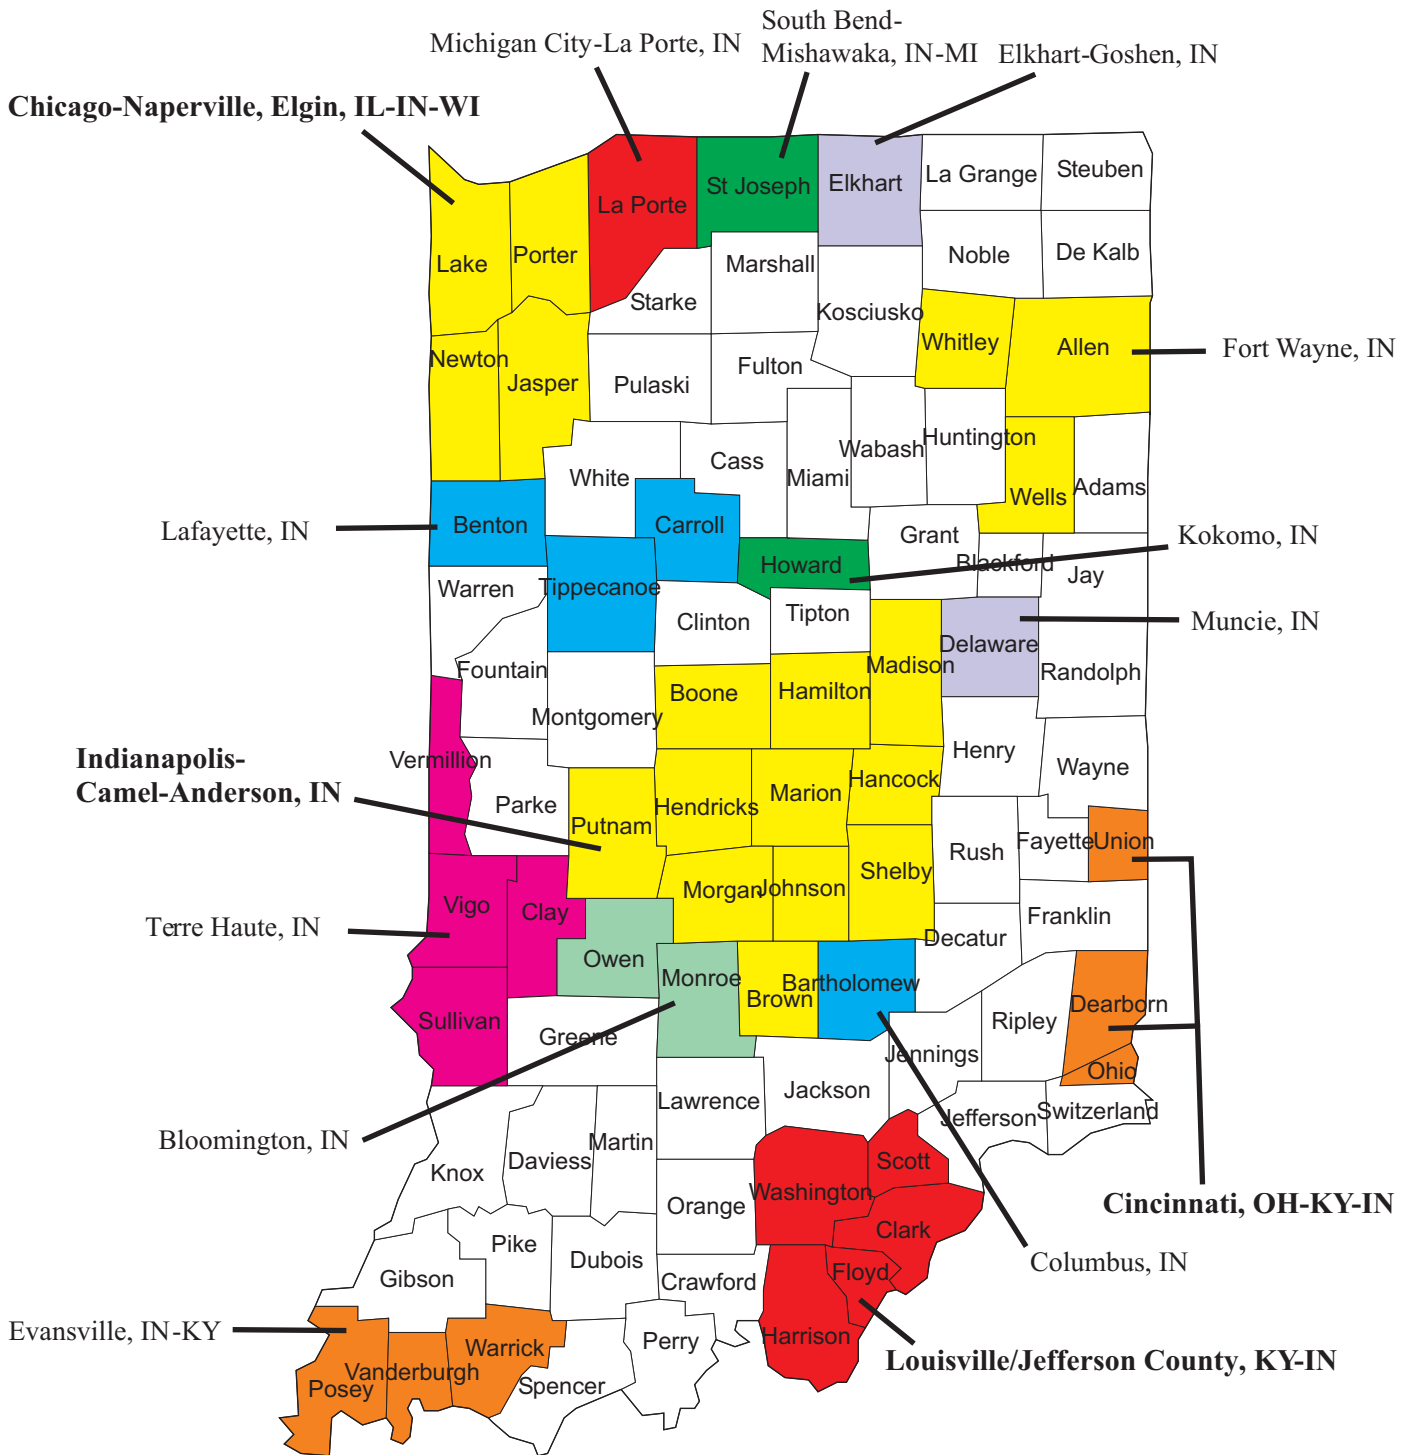 South Bend-
Mishawaka, IN-MI
Michigan City-La Porte, IN
Elkhart-Goshen, IN
Chicago-Naperville, Elgin, IL-IN-WI
La Porte
St Joseph
Elkhart
La Grange
Steuben
Lake
Porter
Marshall
Noble
De Kalb
Starke
Kosciusko
Whitley
Allen
Fort Wayne, IN
Newton
Jasper
Pulaski
Fulton
White
Cass
Miami
Wabash
Huntington
Wells
Adams
Lafayette, IN
Benton
Carroll
Grant
Kokomo, IN
Howard
Blackford
Jay
Warren
Tippecanoe
Clinton
Tipton
Muncie, IN
Delaware
Fountain
Madison
Randolph
Boone
Hamilton
Montgomery
Indianapolis-
Camel-Anderson, IN
Vermillion
Henry
Wayne
Parke
Putnam
Hendricks
Marion
Hancock
Rush
Fayette
Union
Vigo
Clay
Morgan
Johnson
Shelby
Franklin
Terre Haute, IN
Owen
Monroe
Brown
Bartholomew
Decatur
Dearborn
Sullivan
Greene
Jennings
Ripley
Ohio
Bloomington, IN
Lawrence
Jackson
Jefferson
Switzerland
Knox
Daviess
Martin
Orange
Washington
Scott
Clark
Cincinnati, OH-KY-IN
Columbus, IN
Gibson
Pike
Dubois
Crawford
Floyd
Harrison
Evansville, IN-KY
Posey
Vanderburgh
Warrick
Spencer
Perry
Louisville/Jefferson County, KY-IN